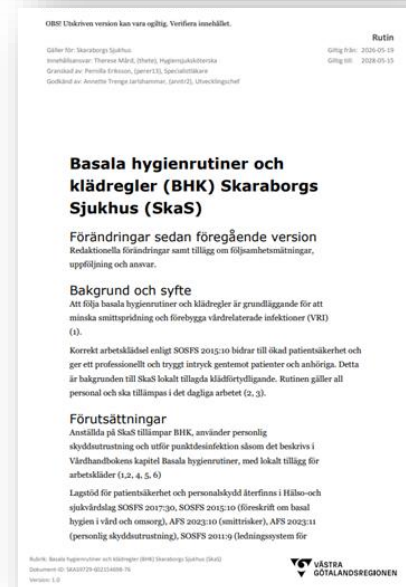 OBS! Utskriven version kan vara ogiltig. Verifiera innehållet.
Rutin
Gäller för: Skaraborgs Sjukhus
Giltig från: 2026-05-19
Innehållsansvar: Therese Mård, (thete), Hygiensjuksköterska
Giltig till: 2028-05-15
Granskad av: Pernilla Eriksson, (perer13), Specialistläkare
Godkänd av: Annette Trenge Jarlshammer, (anntr2), Utvecklingschef
Basala hygienrutiner och
klädregler (BHK) Skaraborgs
Sjukhus (SkaS)
Förändringar sedan föregående version
Redaktionella förändringar samt tillägg om följsamhetsmätningar,
uppföljning och ansvar.
Bakgrund och syfte
Att följa basala hygienrutiner och klädregler är grundläggande för att
minska smittspridning och förebygga vårdrelaterade infektioner (VRI)
(1).
Korrekt arbetsklädsel enligt SOSFS 2015:10 bidrar till ökad patientsäkerhet och
ger ett professionellt och tryggt intryck gentemot patienter och anhöriga. Detta
är bakgrunden till SkaS lokalt tillagda klädförtydligande. Rutinen gäller all
personal och ska tillämpas i det dagliga arbetet (2, 3).
Förutsättningar
Anställda på SkaS tillämpar BHK, använder personlig
skyddsutrustning och utför punktdesinfektion såsom det beskrivs i
Vårdhandbokens kapitel Basala hygienrutiner, med lokalt tillägg för
arbetskläder (1,2, 4, 5, 6)
Lagstöd för patientsäkerhet och personalskydd återfinns i Hälso-och
sjukvårdslag SOSFS 2017:30, SOSFS 2015:10 (föreskrift om basal
hygien i vård och omsorg), AFS 2023:10 (smittrisker), AFS 2023:11
(personlig skyddsutrustning), SOSFS 2011:9 (ledningssystem för
Rubrik: Basala hygienrutiner och klädregler (BHK) Skaraborgs Sjukhus (SkaS)
Dokument-ID: SKAS9729-602324608-76
Version: 1.0
VÄSTRA
GÖTALANDSREGIONEN